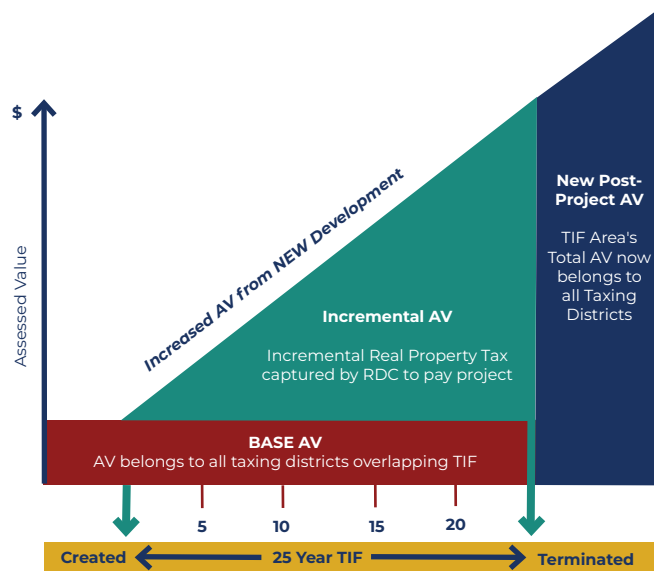 $
Assessed Value
Increased AV from NEW Development
Incremental AV
Incremental Real Property Tax
captured by RDC to pay project
New Post-
Project AV
TIF Area's
Total AV now
belongs to
all Taxing
Districts
BASE AV
AV belongs to all taxing districts overlapping TIF
5
10
15
20
Created
25 Year TIF
Terminated